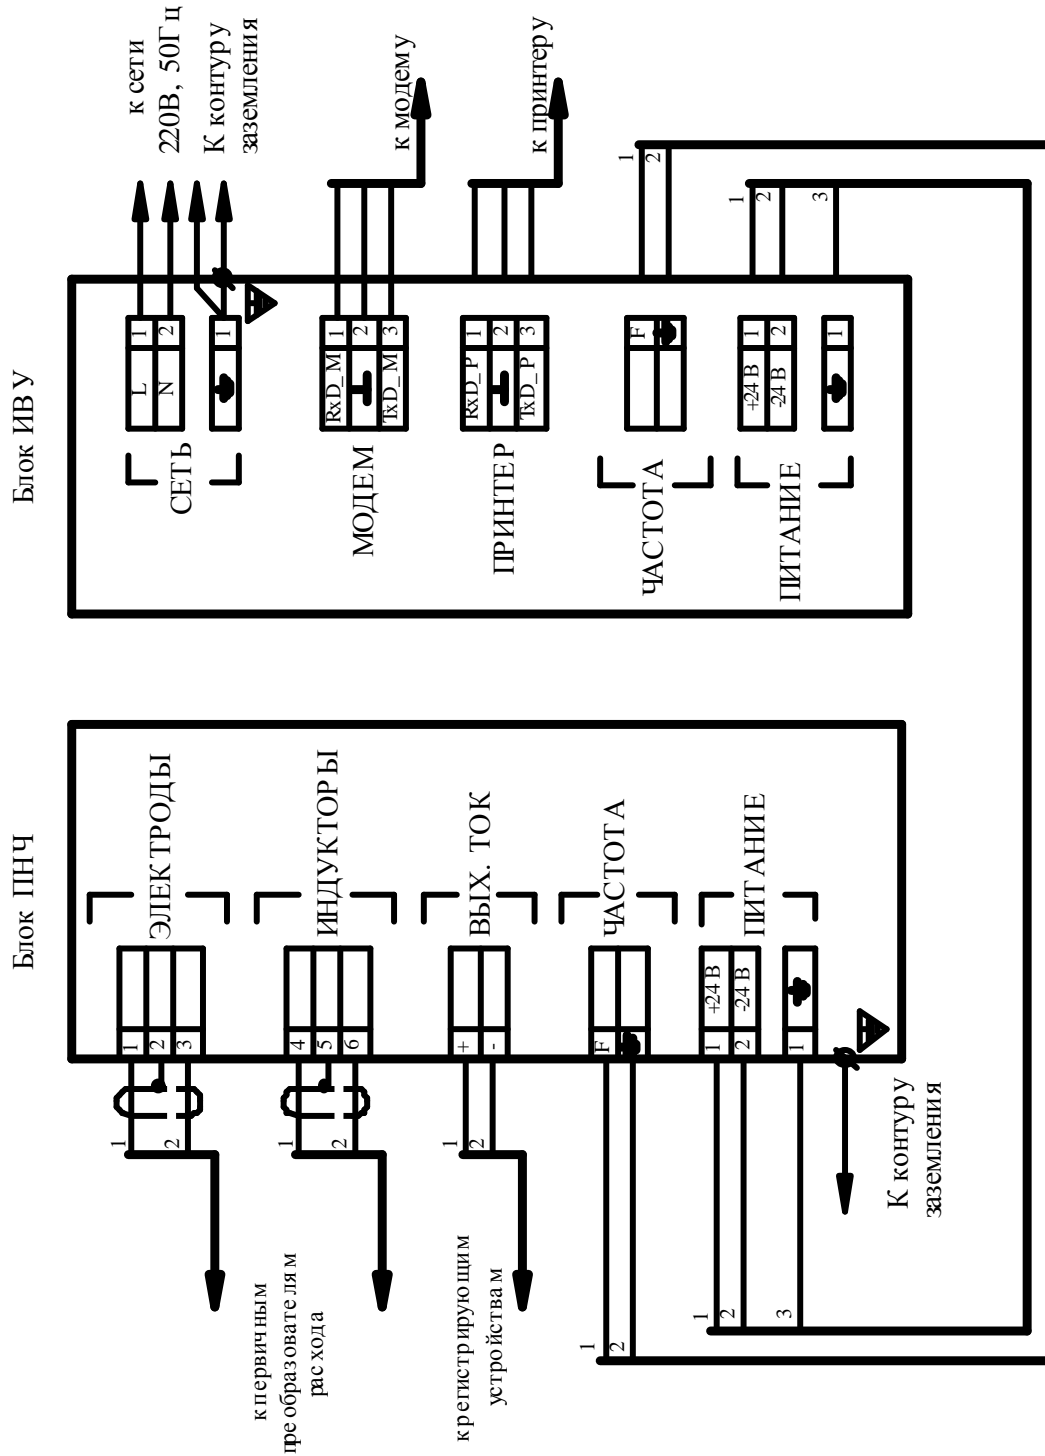 Блок ПНЧ
ЭЛЕКТРОДЫ
1
2
3
1
2
ИНДУКТОРЫ
4
5
6
1
2
к первичным
преобразователям
расхода
ВЫХ. ТОК
+
-
1
2
к регистрирующим
устройствам
ЧАСТОТА
F
1
2
ПИТАНИЕ
1 +24 В
2 -24 В
1
1
2
3
К контуру
заземления
Блок ИВУ
СЕТЬ
L 1
N 2
1
к сети
220В, 50Гц
К контуру
заземления
МОДЕМ
RxD_M 1
2
TxD_M 3
к модему
ПРИНТЕР
RxD_P 1
2
TxD_P 3
к принтеру
ЧАСТОТА
F
1
2
ПИТАНИЕ
+24 В 1
-24 В 2
1
1
2
3